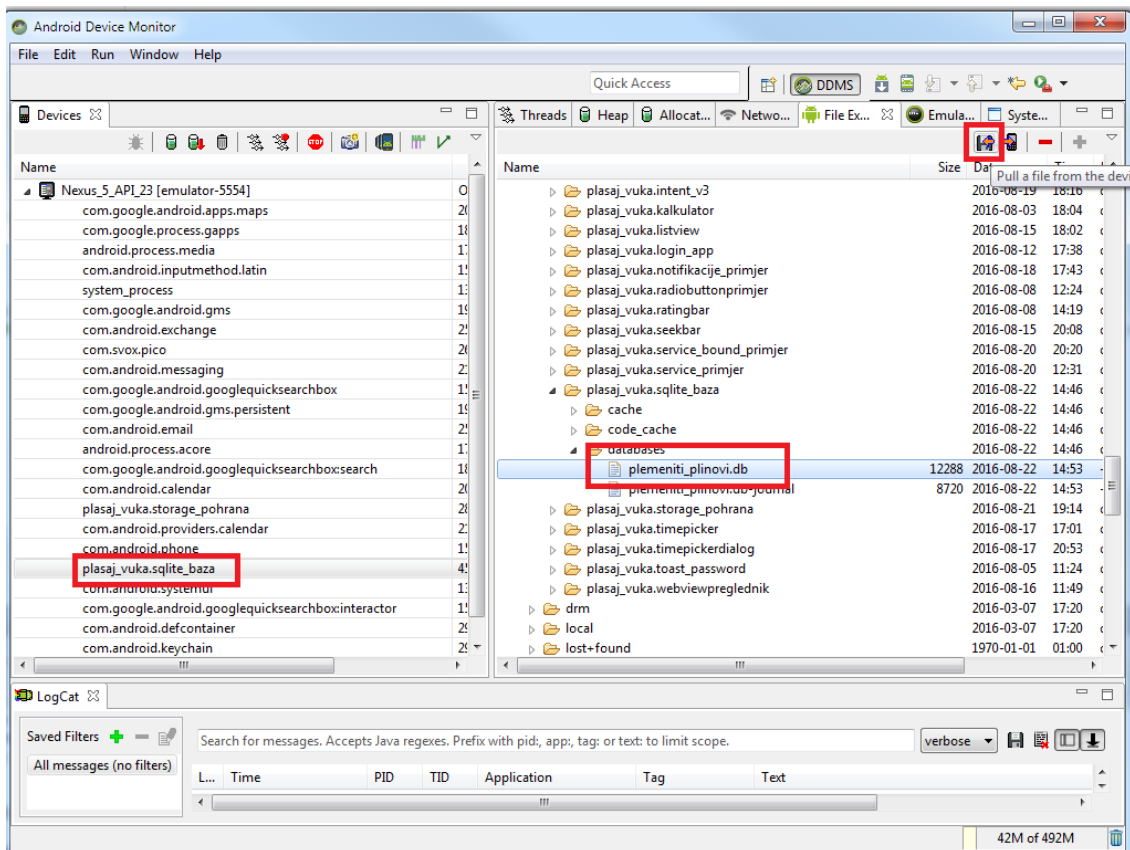 Android Device Monitor
File Edit Run Window Help
Quick Access
DDMS
Devices
Threads Heap Allocat... Netwo... File Ex... Emula... Syste...
Name
Nexus_5_API_23 [emulator-5554]
com.google.android.apps.maps
com.google.process.gapps
android.process.media
com.android.inputmethod.latin
system_process
com.google.android.gms
com.android.exchange
com.svox.pico
com.android.messaging
com.google.android.googlequicksearchbox
com.google.android.gms.persistent
com.android.email
android.process.acore
com.google.android.googlequicksearchbox:search
com.android.calendar
plasaj_vuka.storage_pohrana
com.android.providers.calendar
com.android.phone
plasaj_vuka.sqlite_baza
com.android.systemui
com.google.android.googlequicksearchbox:interactor
com.android.defcontainer
com.android.keychain
Name Size
Pull a file from the devi
plasaj_vuka.intent_v3 2016-08-19 18:16
plasaj_vuka.kalkulator 2016-08-03 18:04
plasaj_vuka.listview 2016-08-15 18:02
plasaj_vuka.login_app 2016-08-12 17:38
plasaj_vuka.notifikacije_primjer 2016-08-18 17:43
plasaj_vuka.radiobuttonprimjer 2016-08-08 12:24
plasaj_vuka.ratingbar 2016-08-08 14:19
plasaj_vuka.seekbar 2016-08-15 20:08
plasaj_vuka.service_bound_primjer 2016-08-20 20:20
plasaj_vuka.service_primjer 2016-08-20 12:31
plasaj_vuka.sqlite_baza 2016-08-22 14:46
cache 2016-08-22 14:46
code_cache 2016-08-22 14:46
databases 2016-08-22 14:46
plemeniti_plinovi.db 12288 2016-08-22 14:53
plemeniti_plinovi.db-journal 8720 2016-08-22 14:53
plasaj_vuka.storage_pohrana 2016-08-21 19:14
plasaj_vuka.timepicker 2016-08-17 17:01
plasaj_vuka.timepickerdialog 2016-08-17 20:53
plasaj_vuka.toast_password 2016-08-05 11:24
plasaj_vuka.webviewpreglednik 2016-08-16 11:49
drm 2016-03-07 17:20
local 2016-03-07 17:20
lost+found 1970-01-01 01:00
LogCat
Saved Filters
Search for messages. Accepts Java regexes. Prefix with pid:, app:, tag: or text: to limit scope.
verbose
All messages (no filters)
L... Time PID TID Application Tag Text
42M of 492M